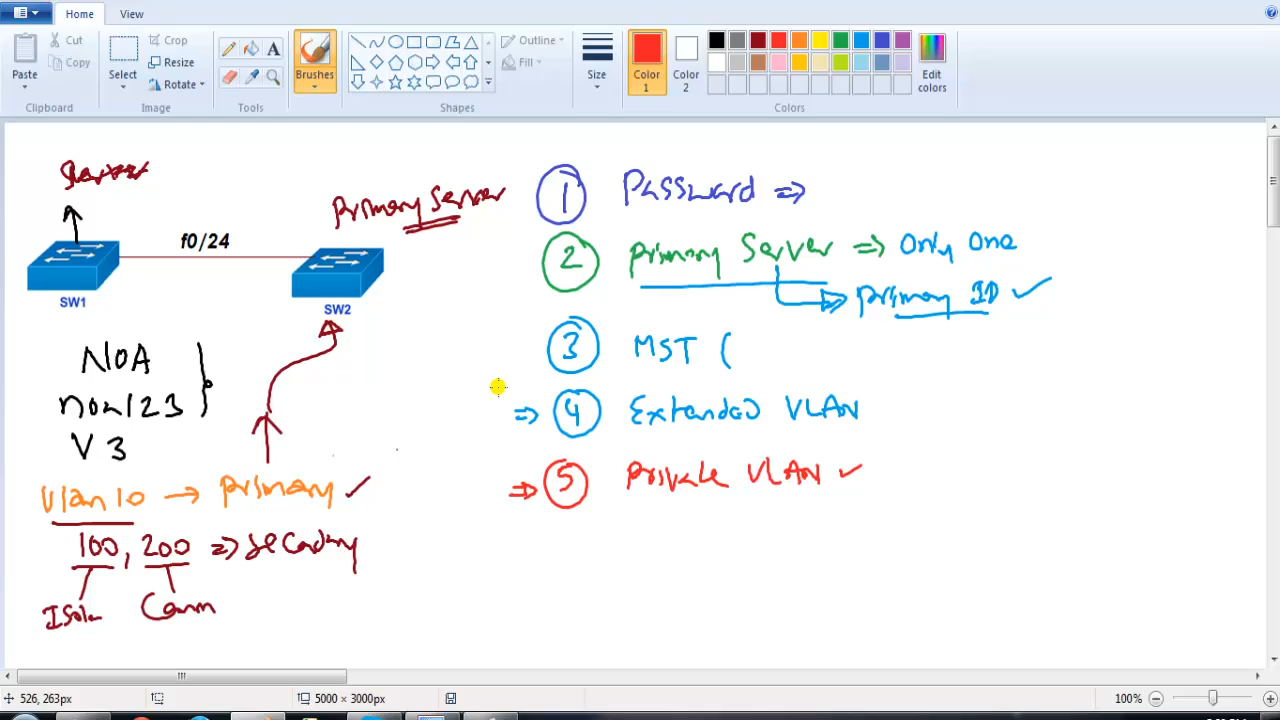 Home
View
Paste
Cut
Copy
Clipboard
Select
Crop
Resize
Rotate
Image
Tools
Brushes
Shapes
Outline
Fill
Size
Color 1
Color 2
Edit colors
Colors
Server
Primary Server
f0/24
SW1
SW2
NOA
noa123
V 3
Vlan 10 → Primary ✓
100, 200 ⇒ Secondary
Isola Comm
1 Password ⇒
2 Primary Server ⇒ Only One
Primary ID ✓
3 MST (
⇒ 4 Extended VLAN
⇒ 5 Private VLAN ✓
526, 263px
5000 × 3000px
100%